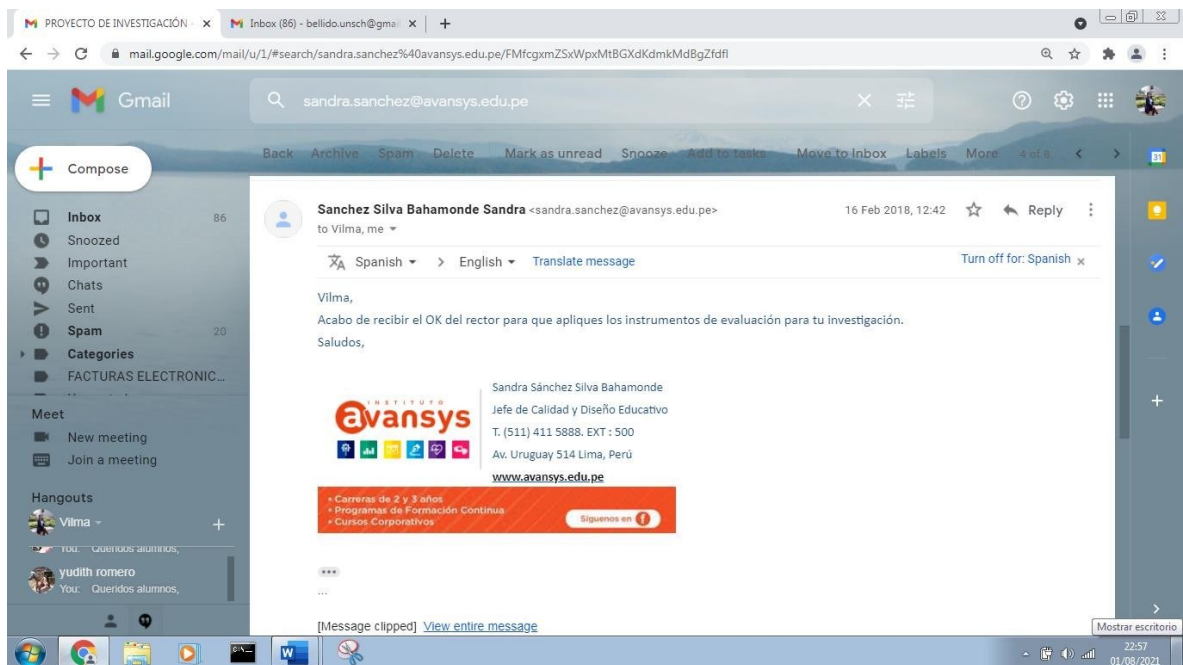 PROYECTO DE INVESTIGACIÓN -
Inbox (86) - bellido.unsch@gmai
mail.google.com/mail/u/1/#search/sandra.sanchez%40avansys.edu.pe/FMfcgxmZSxWpxMtBGXdKdmkMdBgZfdfl
Gmail
sandra.sanchez@avansys.edu.pe
Compose
Back Archive Spam Delete Mark as unread Snooze Add to tasks Move to Inbox Labels More 4 of 6
31
Inbox 86
Snoozed
Important
Chats
Sent
Spam 20
Categories
FACTURAS ELECTRONIC...
Meet
New meeting
Join a meeting
Hangouts
Vilma
You: Queridos alumnos,
yudith romero
You: Queridos alumnos,
Sanchez Silva Bahamonde Sandra <sandra.sanchez@avansys.edu.pe> 16 Feb 2018, 12:42 Reply
to Vilma, me
Spanish > English Translate message Turn off for: Spanish x
Vilma,
Acabo de recibir el OK del rector para que apliques los instrumentos de evaluación para tu investigación.
Saludos,
INSTITUTO
avansys
Sandra Sánchez Silva Bahamonde
Jefe de Calidad y Diseño Educativo
T. (511) 411 5888. EXT : 500
Av. Uruguay 514 Lima, Perú
www.avansys.edu.pe
• Carreras de 2 y 3 años
• Programas de Formación Continua
• Cursos Corporativos
Síguenos en f
...
...
[Message clipped] View entire message
Mostrar escritorio
22:57
01/08/2021